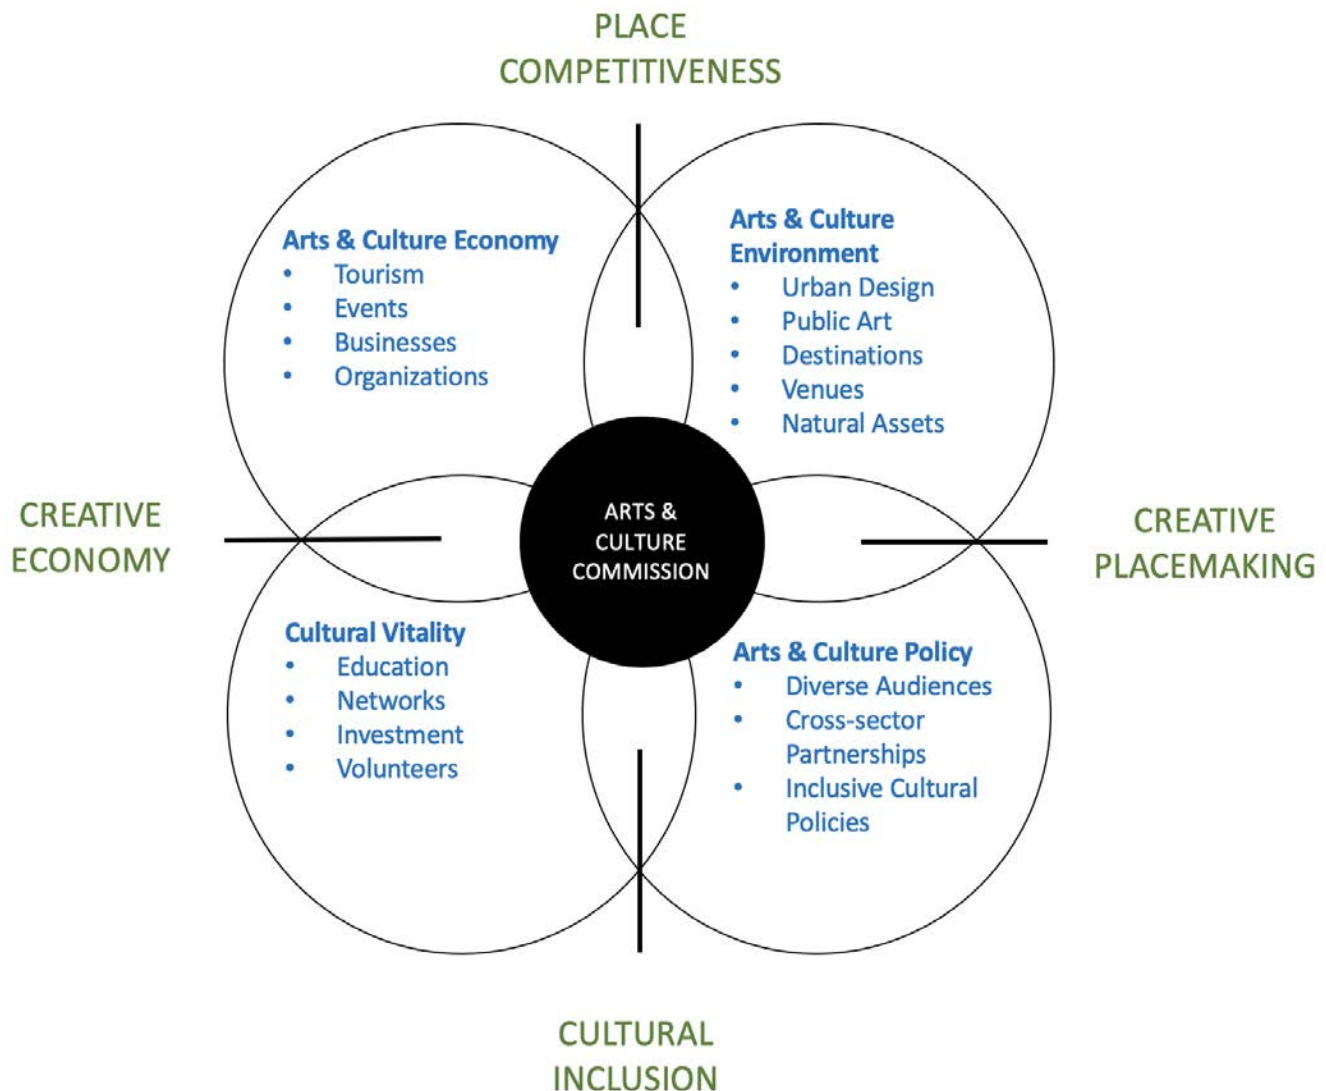 PLACE
COMPETITIVENESS
Arts & Culture Economy
• Tourism
• Events
• Businesses
• Organizations
Arts & Culture
Environment
• Urban Design
• Public Art
• Destinations
• Venues
• Natural Assets
CREATIVE
ECONOMY
ARTS &
CULTURE
COMMISSION
CREATIVE
PLACEMAKING
Cultural Vitality
• Education
• Networks
• Investment
• Volunteers
Arts & Culture Policy
• Diverse Audiences
• Cross-sector
Partnerships
• Inclusive Cultural
Policies
CULTURAL
INCLUSION